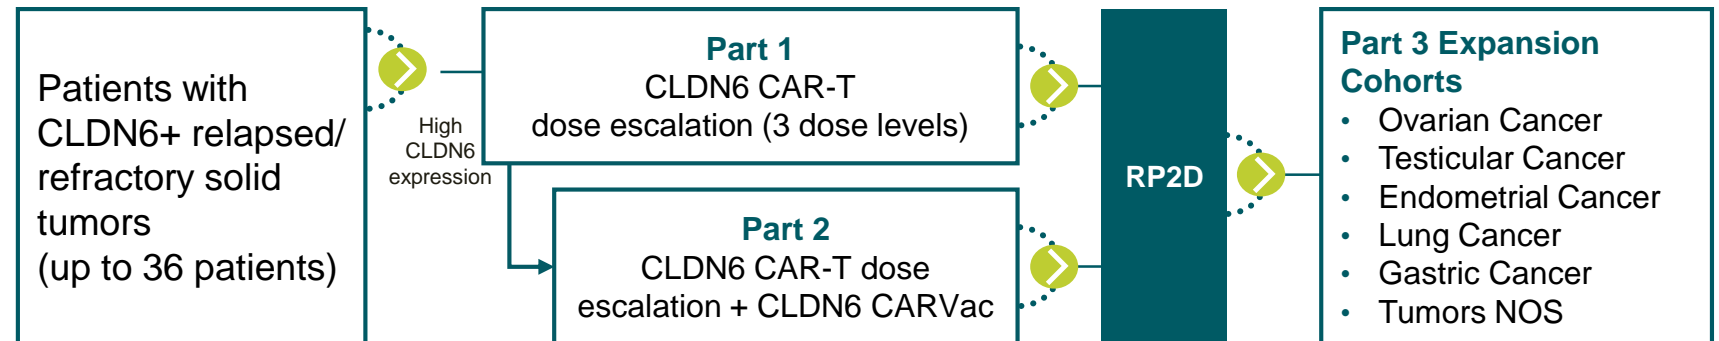 Patients with
CLDN6+ relapsed/
refractory solid
tumors
(up to 36 patients)
High
CLDN6
expression
Part 1
CLDN6 CAR-T
dose escalation (3 dose levels)
Part 2
CLDN6 CAR-T dose
escalation + CLDN6 CARVac
RP2D
Part 3 Expansion
Cohorts
• Ovarian Cancer
• Testicular Cancer
• Endometrial Cancer
• Lung Cancer
• Gastric Cancer
• Tumors NOS